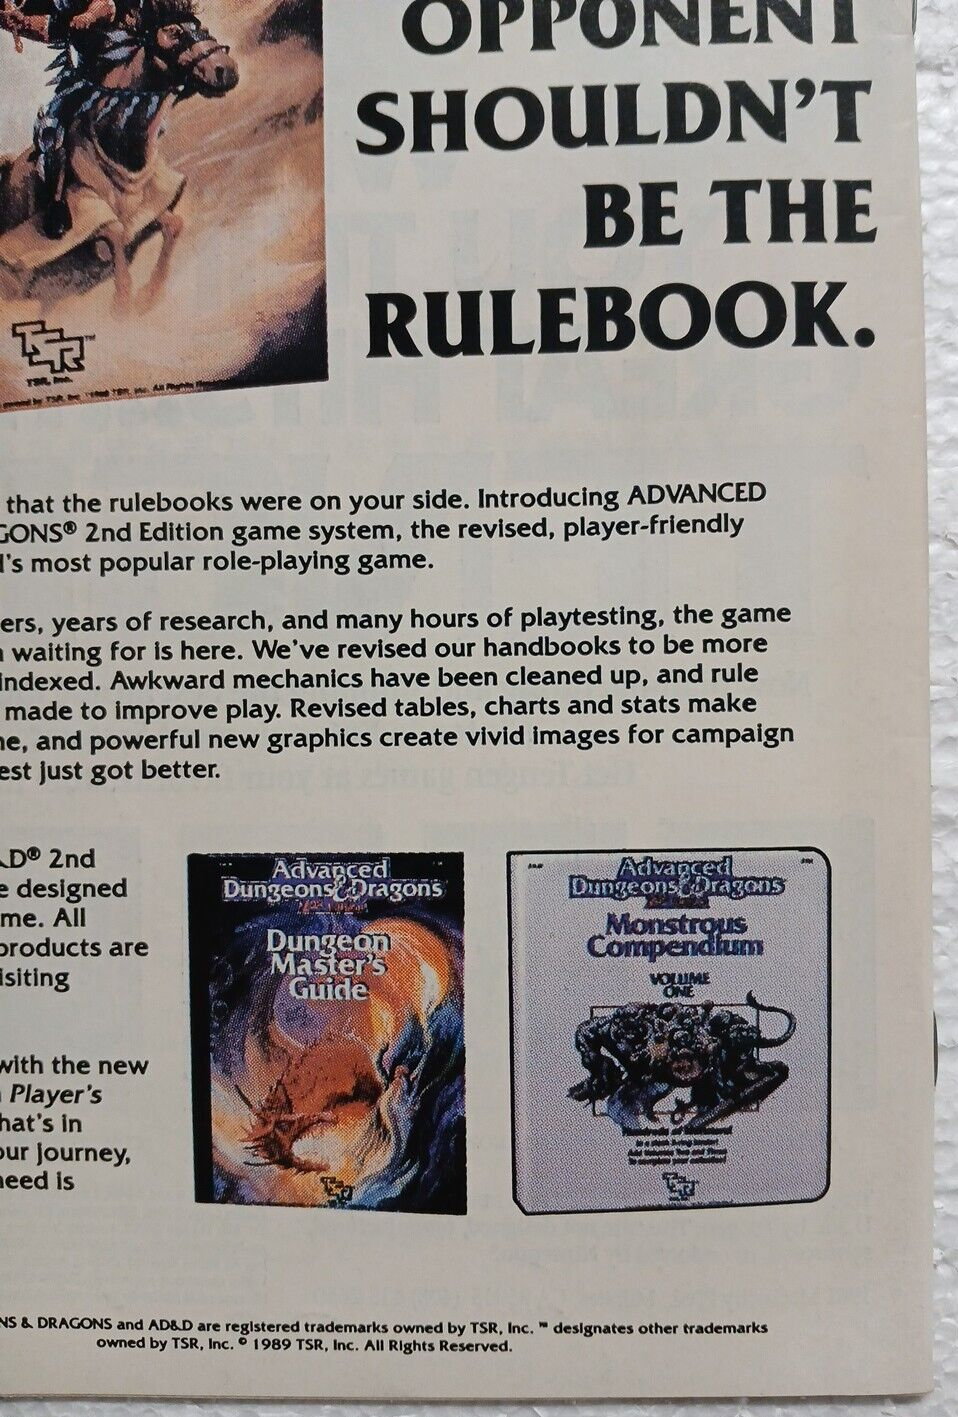 OPPONENT
SHOULDN'T
BE THE
RULEBOOK.
TSR™
TSR, Inc.
that the rulebooks were on your side. Introducing ADVANCED
GONS® 2nd Edition game system, the revised, player-friendly
d's most popular role-playing game.
ers, years of research, and many hours of playtesting, the game
waiting for is here. We've revised our handbooks to be more
indexed. Awkward mechanics have been cleaned up, and rule
made to improve play. Revised tables, charts and stats make
ne, and powerful new graphics create vivid images for campaign
est just got better.
D® 2nd
e designed
me. All
products are
isiting
with the new
Player's
hat's in
our journey,
need is
Advanced
Dungeons & Dragons
2nd Edition
Dungeon
Master's
Guide
TSR
Advanced
Dungeons & Dragons
Monstrous
Compendium
VOLUME
ONE
TSR
NS & DRAGONS and AD&D are registered trademarks owned by TSR, Inc. ™ designates other trademarks
owned by TSR, Inc. © 1989 TSR, Inc. All Rights Reserved.